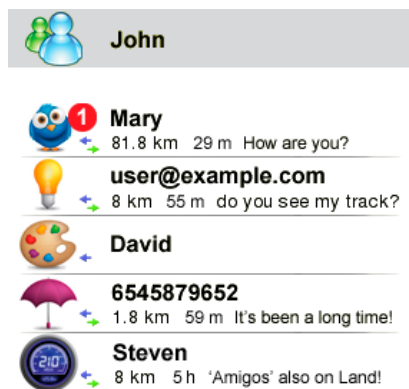 John
1
Mary
81.8 km 29 m How are you?
user@example.com
8 km 55 m do you see my track?
David
6545879652
1.8 km 59 m It's been a long time!
210
Steven
8 km 5 h ‘Amigos’ also on Land!